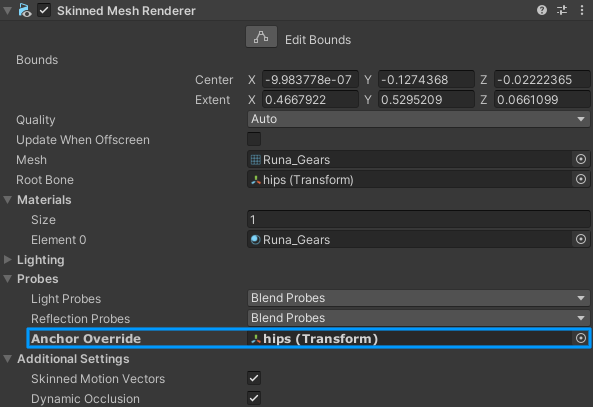 Skinned Mesh Renderer
Edit Bounds
Bounds
Center X -9.983778e-07 Y -0.1274368 Z -0.02222365
Extent X 0.4667922 Y 0.5295209 Z 0.0661099
Quality Auto
Update When Offscreen
Mesh Runa_Gears
Root Bone hips (Transform)
Materials
Size 1
Element 0 Runa_Gears
Lighting
Probes
Light Probes Blend Probes
Reflection Probes Blend Probes
Anchor Override hips (Transform)
Additional Settings
Skinned Motion Vectors
Dynamic Occlusion